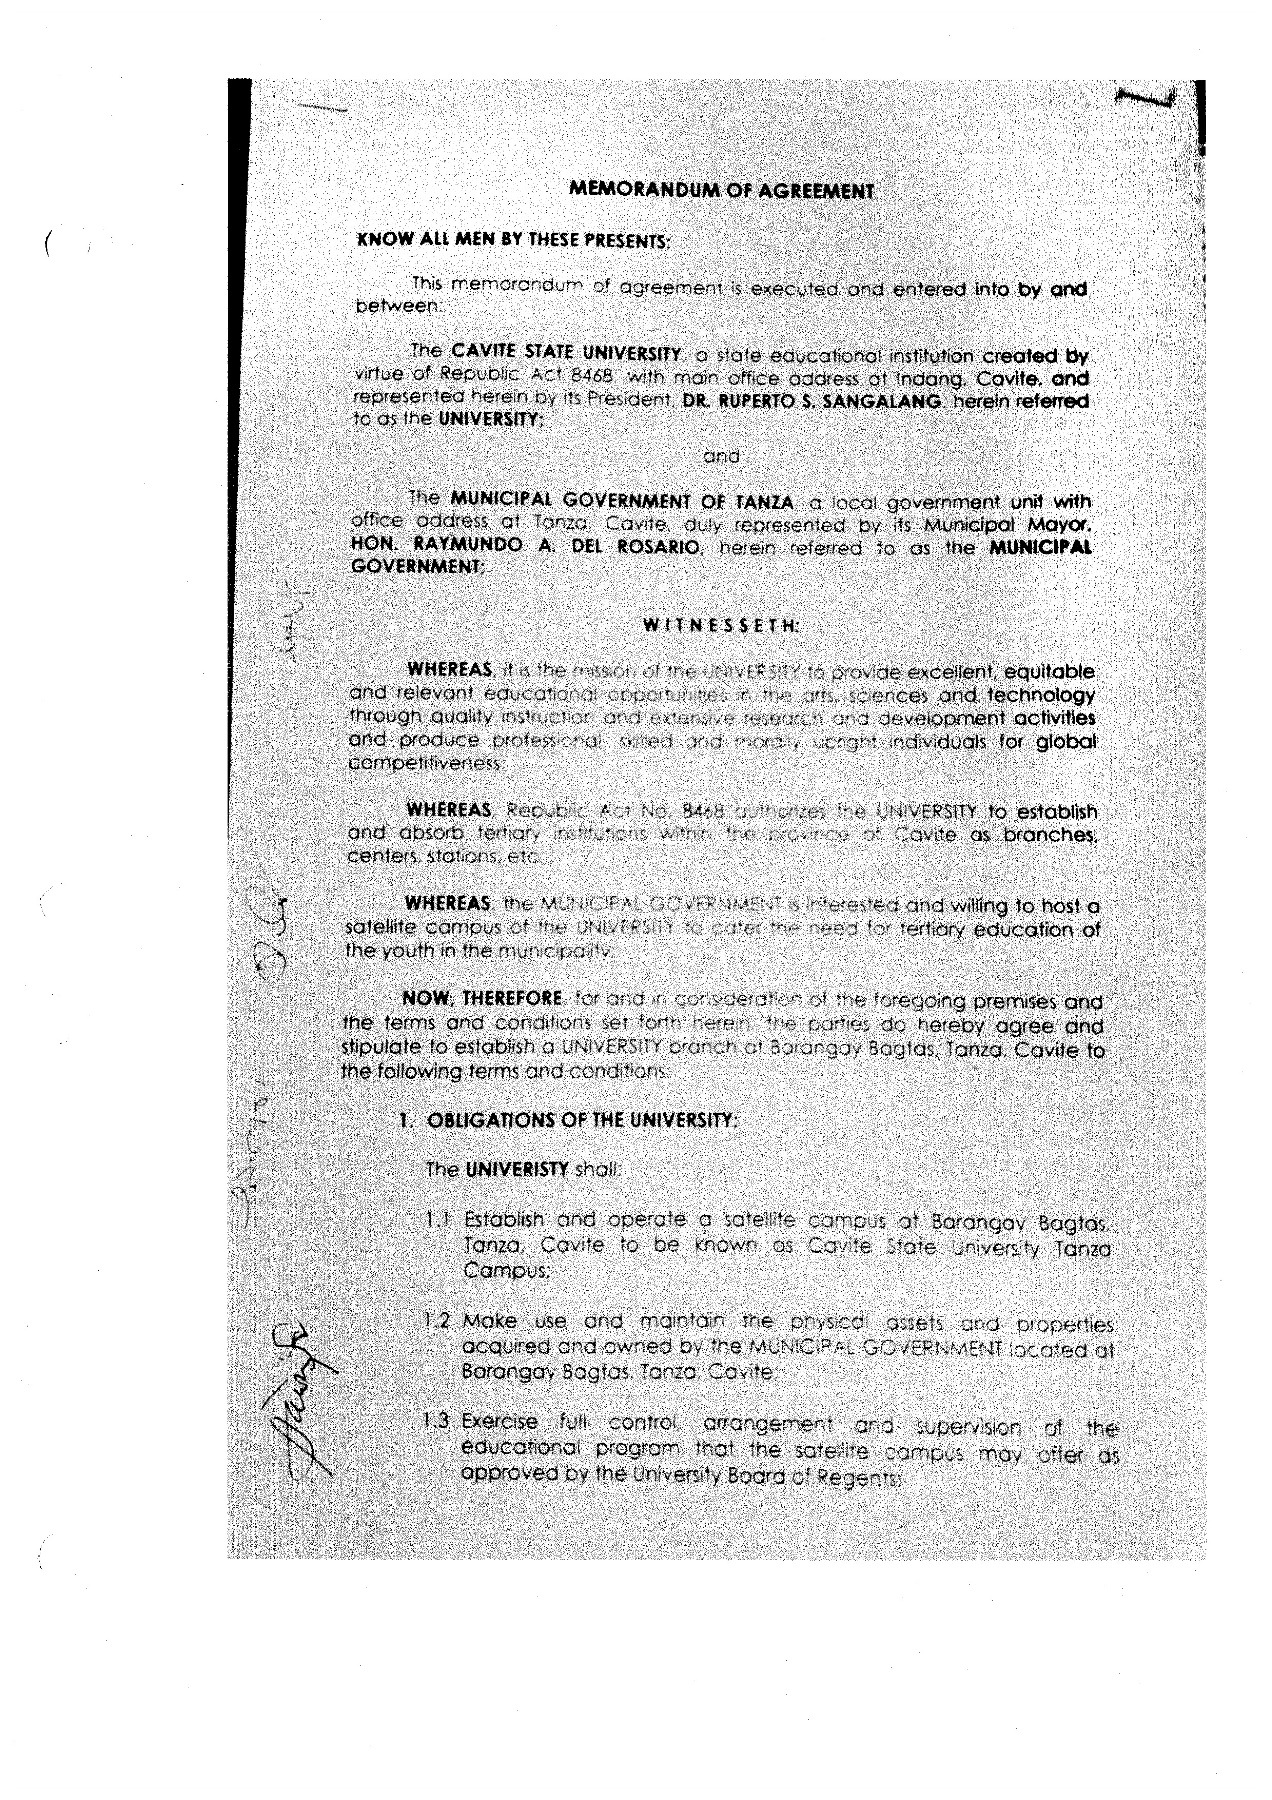 MEMORANDUM OF AGREEMENT
KNOW ALL MEN BY THESE PRESENTS:
This memorandum of agreement is executed and entered into by and
between:
The CAVITE STATE UNIVERSITY, a state educational institution created by
virtue of Republic Act 8468, with main office address at Indang, Cavite, and
represented herein by its President, DR. RUPERTO S. SANGALANG, herein referred
to as the UNIVERSITY;
and
The MUNICIPAL GOVERNMENT OF TANZA, a local government unit with
office address at Tanza, Cavite, duly represented by its Municipal Mayor,
HON. RAYMUNDO A. DEL ROSARIO, herein referred to as the MUNICIPAL
GOVERNMENT;
WITNESSETH:
WHEREAS, it is the mission of the UNIVERSITY to provide excellent, equitable
and relevant educational opportunities in the arts, sciences and technology
through quality instruction and extensive research and development activities
and produce professional, skilled and morally upright individuals for global
competitiveness;
WHEREAS, Republic Act No. 8468 authorizes the UNIVERSITY to establish
and absorb tertiary institutions within the province of Cavite as branches,
centers, stations, etc.;
WHEREAS, the MUNICIPAL GOVERNMENT is interested and willing to host a
satellite campus of the UNIVERSITY to cater the need for tertiary education of
the youth in the municipality;
NOW, THEREFORE, for and in consideration of the foregoing premises and
the terms and conditions set forth herein, the parties do hereby agree and
stipulate to establish a UNIVERSITY branch at Barangay Bagtas, Tanza, Cavite to
the following terms and conditions:
1. OBLIGATIONS OF THE UNIVERSITY:
The UNIVERISTY shall:
1.1 Establish and operate a satellite campus at Barangay Bagtas,
Tanza, Cavite to be known as Cavite State University Tanza
Campus;
1.2 Make use and maintain the physical assets and properties
acquired and owned by the MUNICIPAL GOVERNMENT located at
Barangay Bagtas, Tanza, Cavite;
1.3 Exercise full control, arrangement and supervision of the
educational program that the satellite campus may offer as
approved by the University Board of Regents;